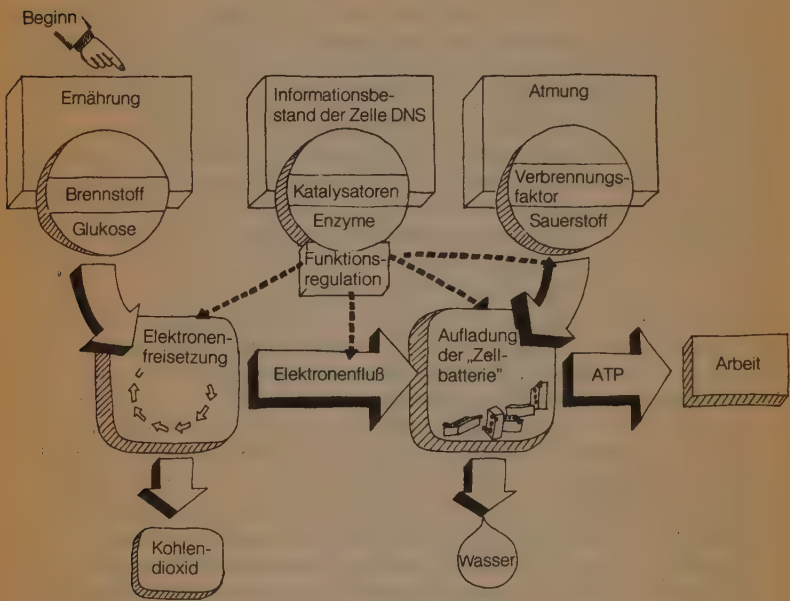 Beginn
Ernährung
Brennstoff
Glukose
Informationsbe-
stand der Zelle DNS
Katalysatoren
Enzyme
Funktions-
regulation
Atmung
Verbrennungs-
faktor
Sauerstoff
Elektronen-
freisetzung
Elektronenfluß
Aufladung
der „Zell-
batterie"
ATP
Arbeit
Kohlen-
dioxid
Wasser